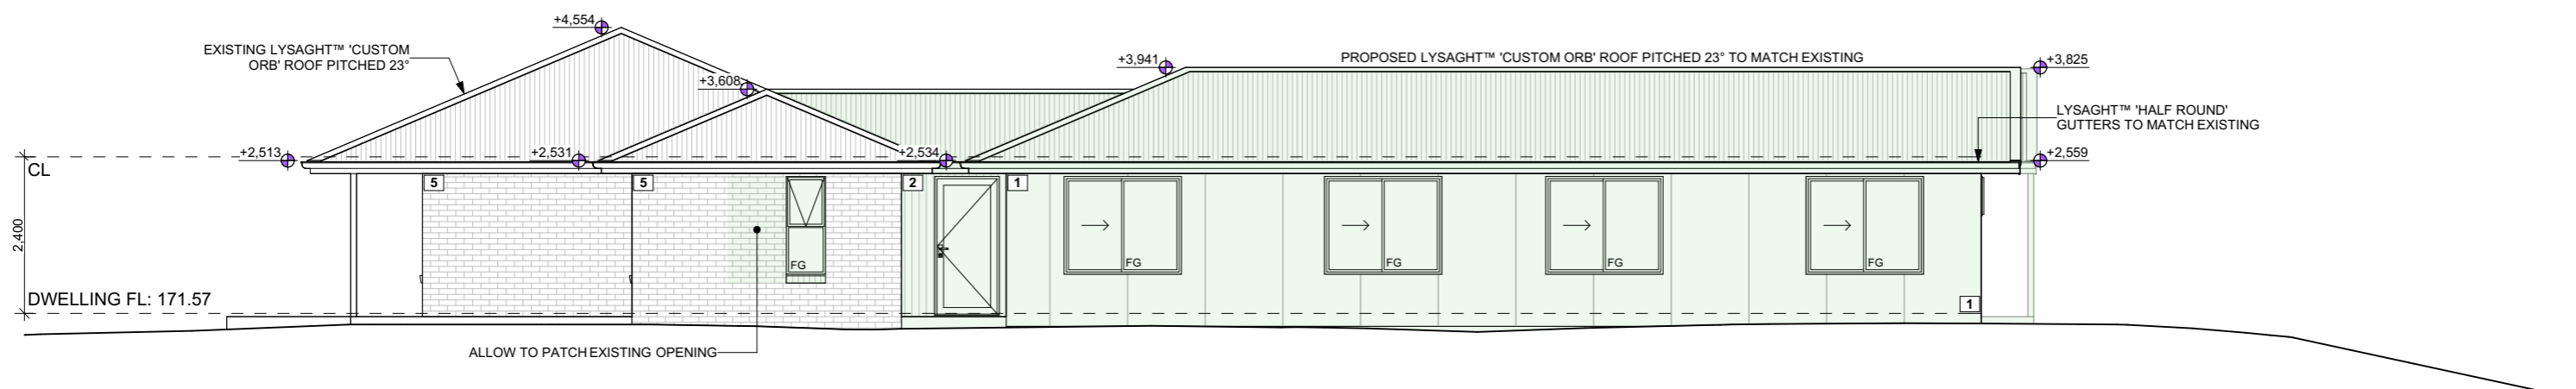 +4,554
EXISTING LYSAGHT™ 'CUSTOM
ORB' ROOF PITCHED 23°
+3,941
PROPOSED LYSAGHT™ 'CUSTOM ORB' ROOF PITCHED 23° TO MATCH EXISTING
+3,825
+3,608
LYSAGHT™ 'HALF ROUND'
GUTTERS TO MATCH EXISTING
+2,513
+2,531
+2,534
+2,559
CL
5
5
2
1
2,400
FG
FG
FG
FG
FG
DWELLING FL: 171.57
1
ALLOW TO PATCH EXISTING OPENING